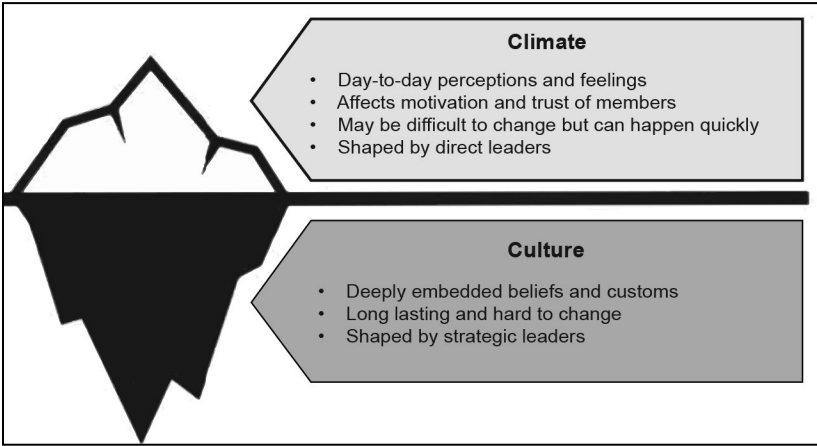 Climate
• Day-to-day perceptions and feelings
• Affects motivation and trust of members
• May be difficult to change but can happen quickly
• Shaped by direct leaders
Culture
• Deeply embedded beliefs and customs
• Long lasting and hard to change
• Shaped by strategic leaders